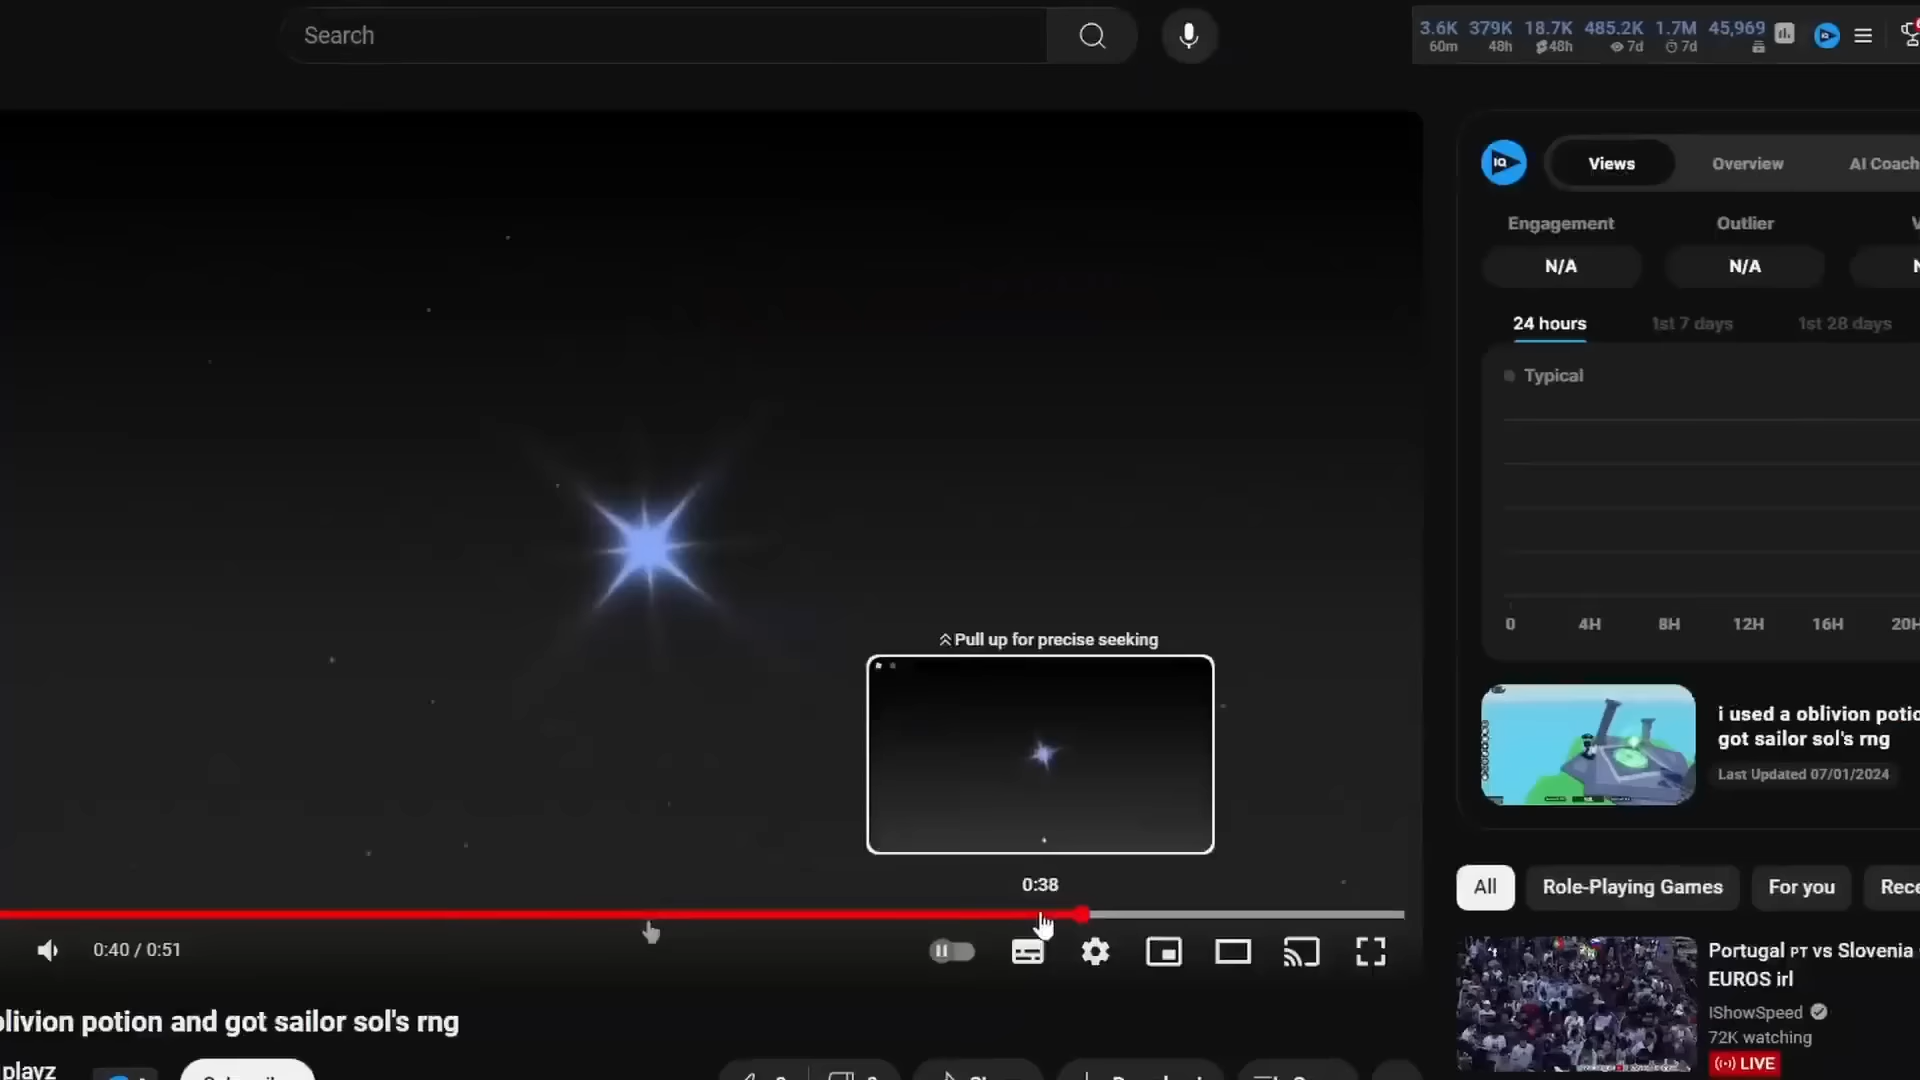 Search
3.6K 379K 18.7K 485.2K 1.7M 45,969
60m 48h 48h 7d 7d
IQ Views Overview AI Coach
Engagement Outlier
N/A N/A
24 hours 1st 7 days 1st 28 days
Typical
Pull up for precise seeking
0 4H 8H 12H 16H 20H
i used a oblivion potio
got sailor sol's rng
Last Updated 07/01/2024
0:38
All Role-Playing Games For you Rece
0:40 / 0:51
Portugal PT vs Slovenia
EUROS irl
IShowSpeed
72K watching
LIVE
livion potion and got sailor sol's rng
playz